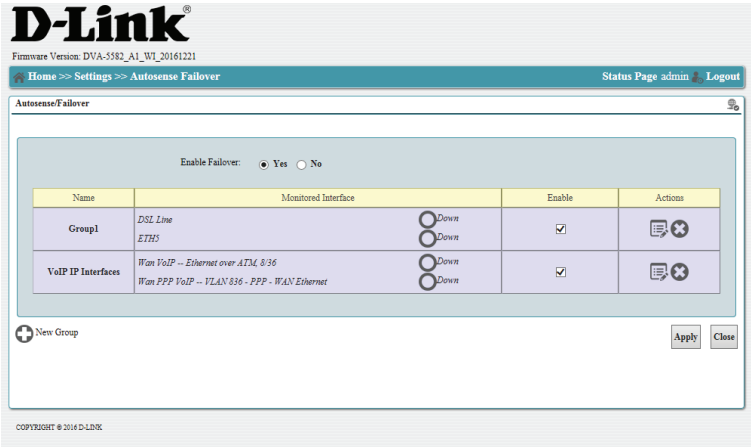 D-Link®
Firmware Version: DVA-5582_A1_WI_20161221
Home >> Settings >> Autosense Failover Status Page admin Logout
Autosense/Failover
Enable Failover: Yes No
Name Monitored Interface Enable Actions
Group1
DSL Line Down
ETH5 Down
VoIP IP Interfaces
Wan VoIP -- Ethernet over ATM, 8/36 Down
Wan PPP VoIP -- VLAN 836 - PPP - WAN Ethernet Down
New Group Apply Close
COPYRIGHT © 2016 D-LINK